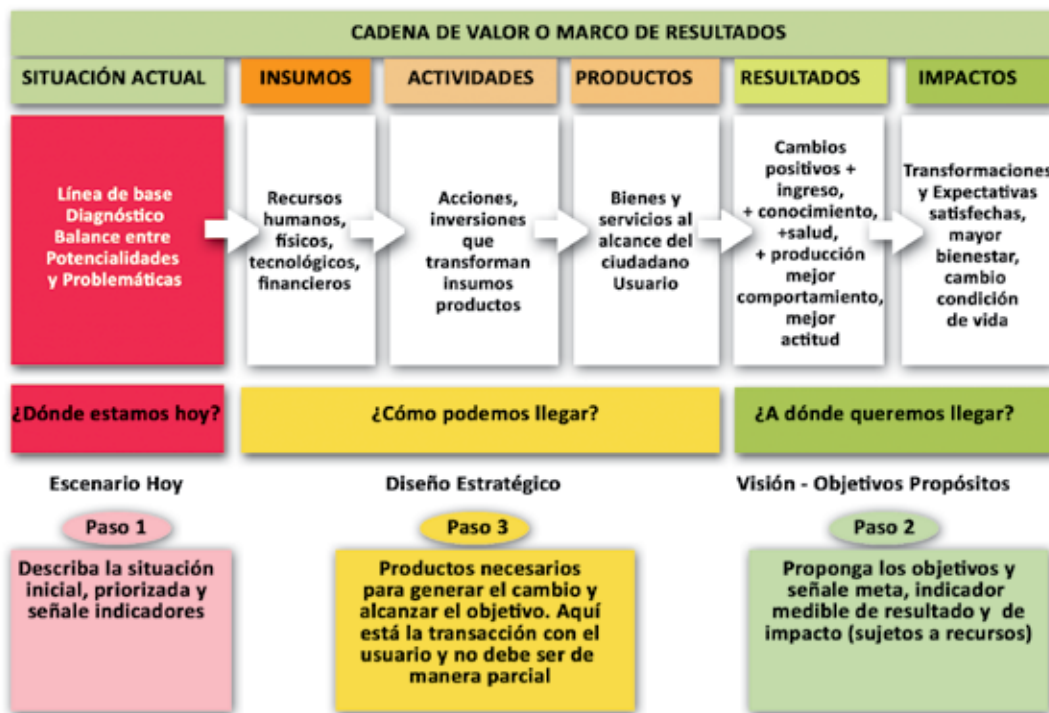 CADENA DE VALOR O MARCO DE RESULTADOS
SITUACIÓN ACTUAL
INSUMOS
ACTIVIDADES
PRODUCTOS
RESULTADOS
IMPACTOS
Línea de base
Diagnóstico
Balance entre
Potencialidades
y Problemáticas
Recursos
humanos,
físicos,
tecnológicos,
financieros
Acciones,
inversiones
que
transforman
insumos
productos
Bienes y
servicios al
alcance del
ciudadano
Usuario
Cambios
positivos +
ingreso,
+ conocimiento,
+salud,
+ producción
mejor
comportamiento,
mejor
actitud
Transformaciones
y Expectativas
satisfechas,
mayor
bienestar,
cambio
condición
de vida
¿Dónde estamos hoy?
¿Cómo podemos llegar?
¿A dónde queremos llegar?
Escenario Hoy
Diseño Estratégico
Visión - Objetivos Propósitos
Paso 1
Paso 3
Paso 2
Describa la situación
inicial, priorizada y
señale indicadores
Productos necesarios
para generar el cambio y
alcanzar el objetivo. Aquí
está la transacción con el
usuario y no debe ser de
manera parcial
Proponga los objetivos y
señale meta, indicador
medible de resultado y de
impacto (sujetos a recursos)